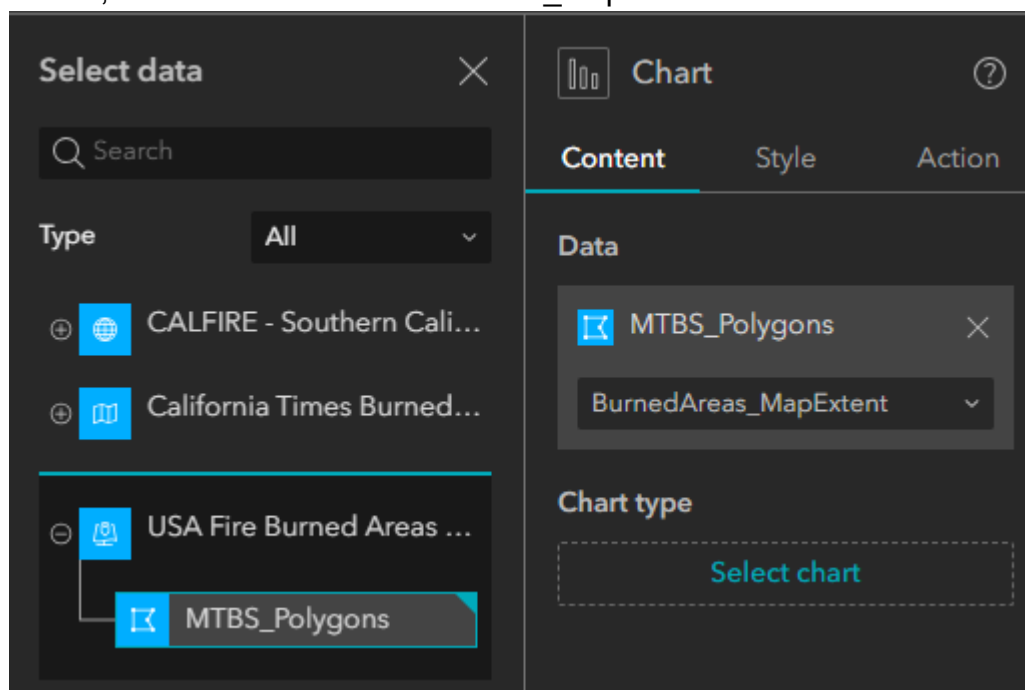 Select data
Search
Type
All
CALFIRE - Southern Cali...
California Times Burned...
USA Fire Burned Areas ...
MTBS_Polygons
Chart
Content
Style
Action
Data
MTBS_Polygons
BurnedAreas_MapExtent
Chart type
Select chart